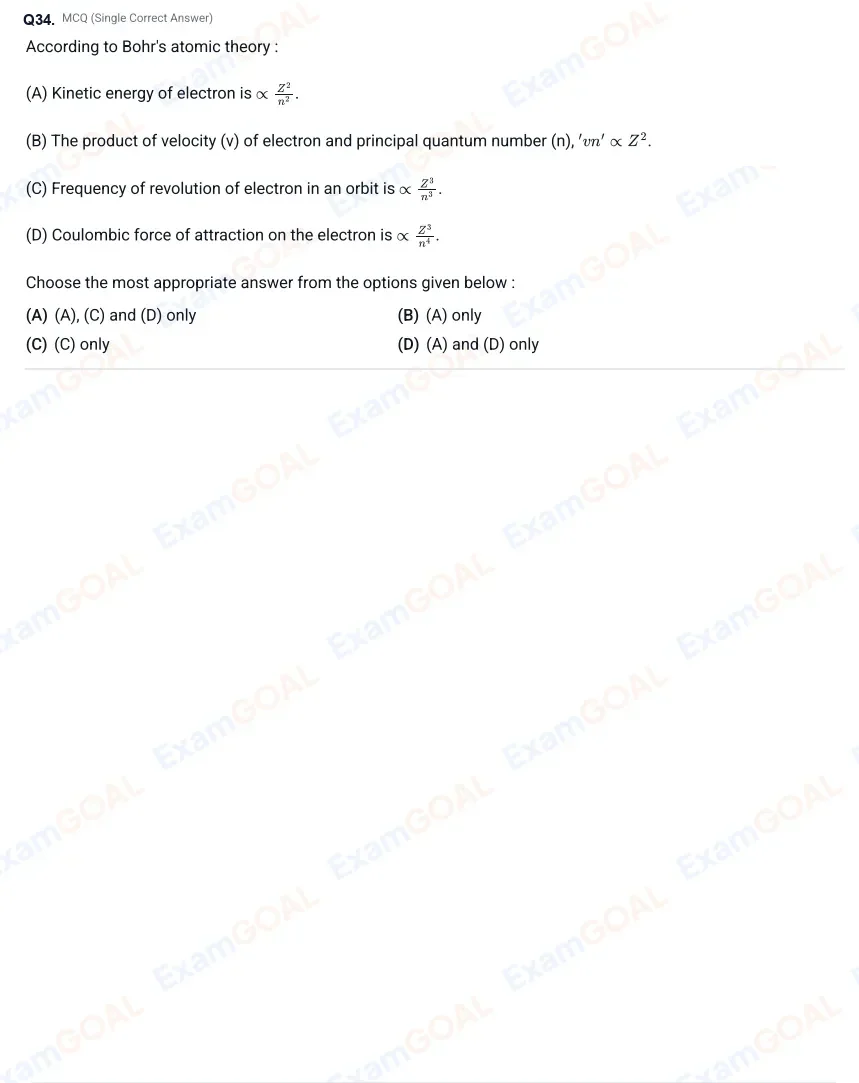 Q34. MCQ (Single Correct Answer)
According to Bohr's atomic theory :
(A) Kinetic energy of electron is ∝ Z²/n².
(B) The product of velocity (v) of electron and principal quantum number (n), ′vn′ ∝ Z².
(C) Frequency of revolution of electron in an orbit is ∝ Z³/n³.
(D) Coulombic force of attraction on the electron is ∝ Z³/n⁴.
Choose the most appropriate answer from the options given below :
(A) (A), (C) and (D) only (B) (A) only
(C) (C) only (D) (A) and (D) only
ExamGOAL